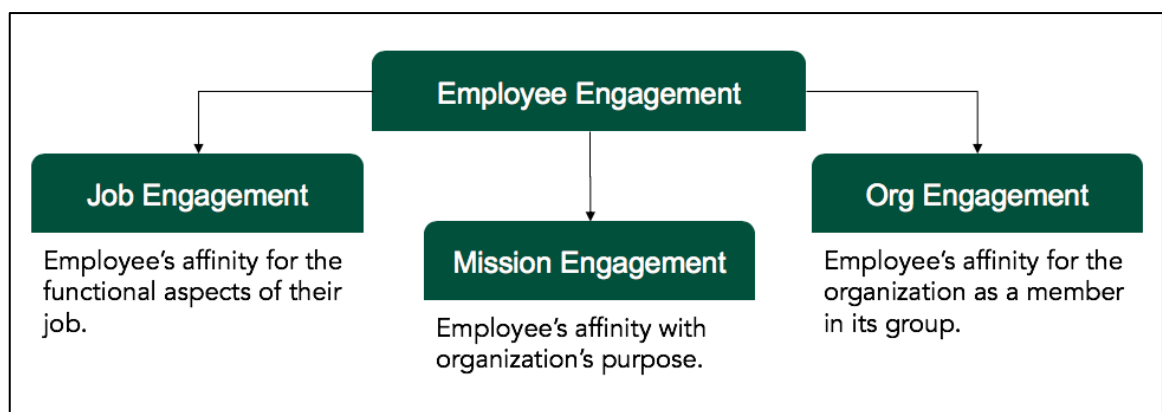 Employee Engagement
Job Engagement
Employee’s affinity for the
functional aspects of their
job.
Mission Engagement
Employee’s affinity with
organization’s purpose.
Org Engagement
Employee’s affinity for the
organization as a member
in its group.